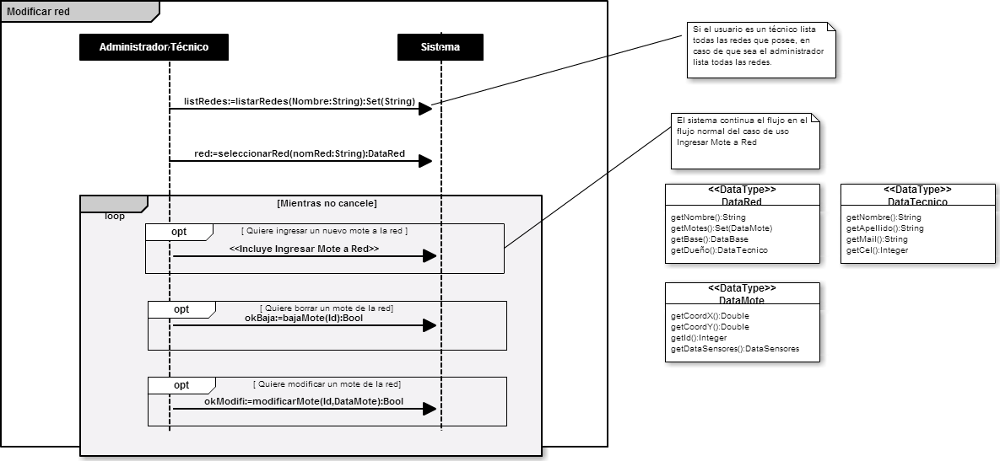 Modificar red
Administrador/Técnico
Sistema
listRedes:=listarRedes(Nombre:String):Set(String)
red:=seleccionarRed(nomRed:String):DataRed
loop
[Mientras no cancele]
opt
[ Quiere ingresar un nuevo mote a la red ]
<<Incluye Ingresar Mote a Red>>
opt
[ Quiere borrar un mote de la red]
okBaja:=bajaMote(Id):Bool
opt
[ Quiere modificar un mote de la red]
okModifi:=modificarMote(Id,DataMote):Bool
Si el usuario es un técnico lista
todas las redes que posee, en
caso de que sea el administrador
lista todas las redes.
El sistema continua el flujo en el
flujo normal del caso de uso
Ingresar Mote a Red
<<DataType>>
DataRed
getNombre():String
getMotes():Set(DataMote)
getBase():DataBase
getDueño():DataTecnico
<<DataType>>
DataTecnico
getNombre():String
getApellido():String
getMail():String
getCel():Integer
<<DataType>>
DataMote
getCoordX():Double
getCoordY():Double
getId():Integer
getDataSensores():DataSensores